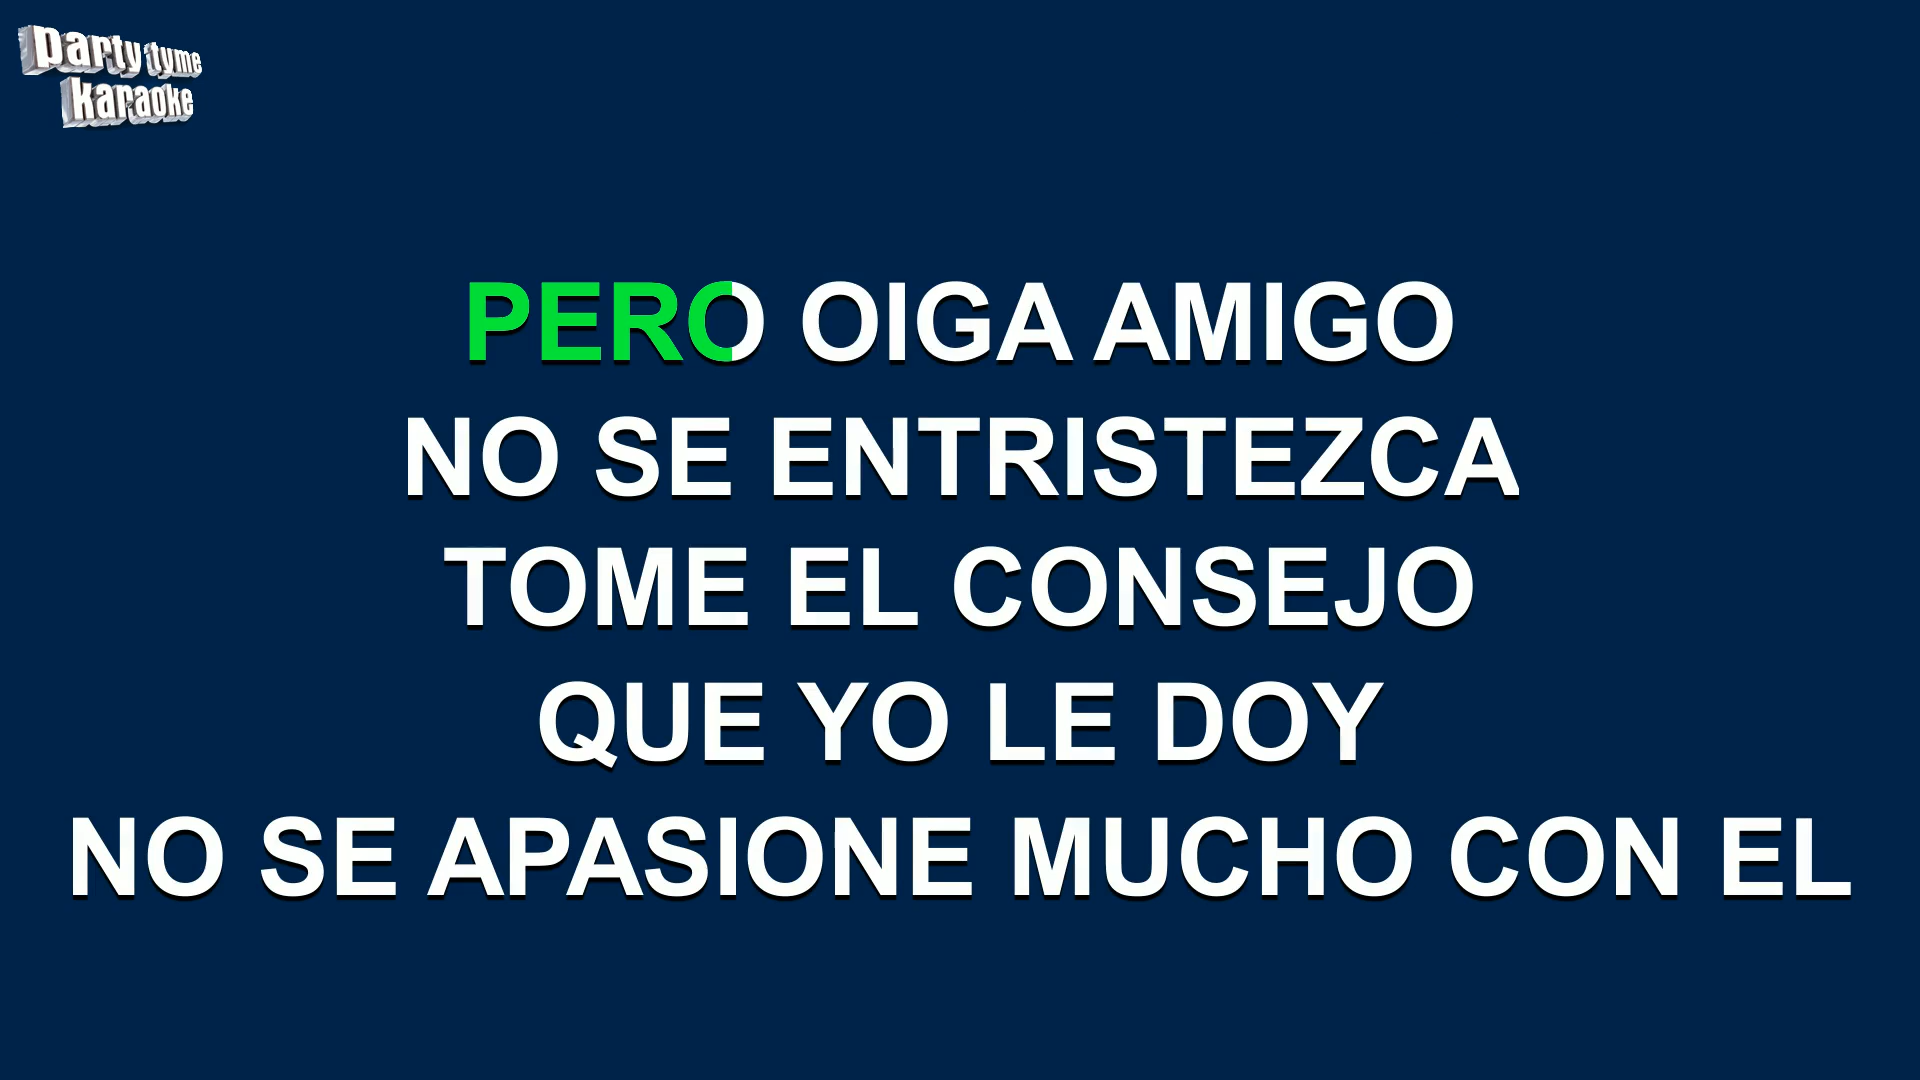 party tyme
karaoke
PERO OIGA AMIGO
NO SE ENTRISTEZCA
TOME EL CONSEJO
QUE YO LE DOY
NO SE APASIONE MUCHO CON EL